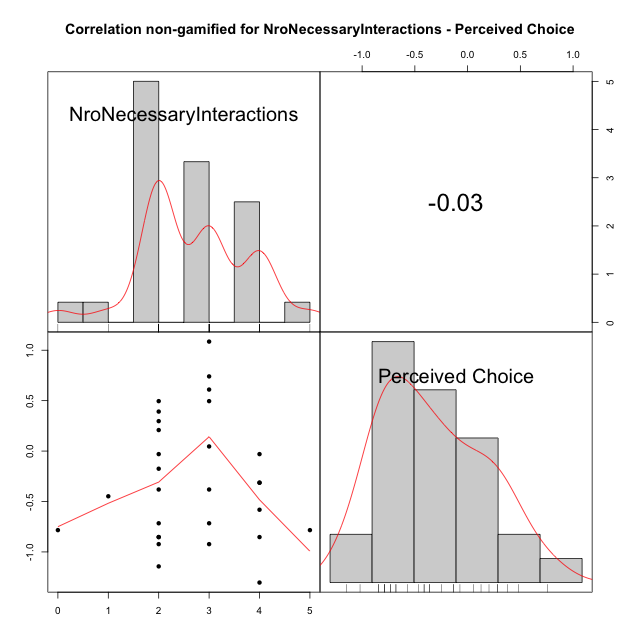 Correlation non-gamified for NroNecessaryInteractions - Perceived Choice
-1.0 -0.5 0.0 0.5 1.0
NroNecessaryInteractions
-0.03
0 1 2 3 4 5
Perceived Choice
-1.0 -0.5 0.0 0.5 1.0
0 1 2 3 4 5